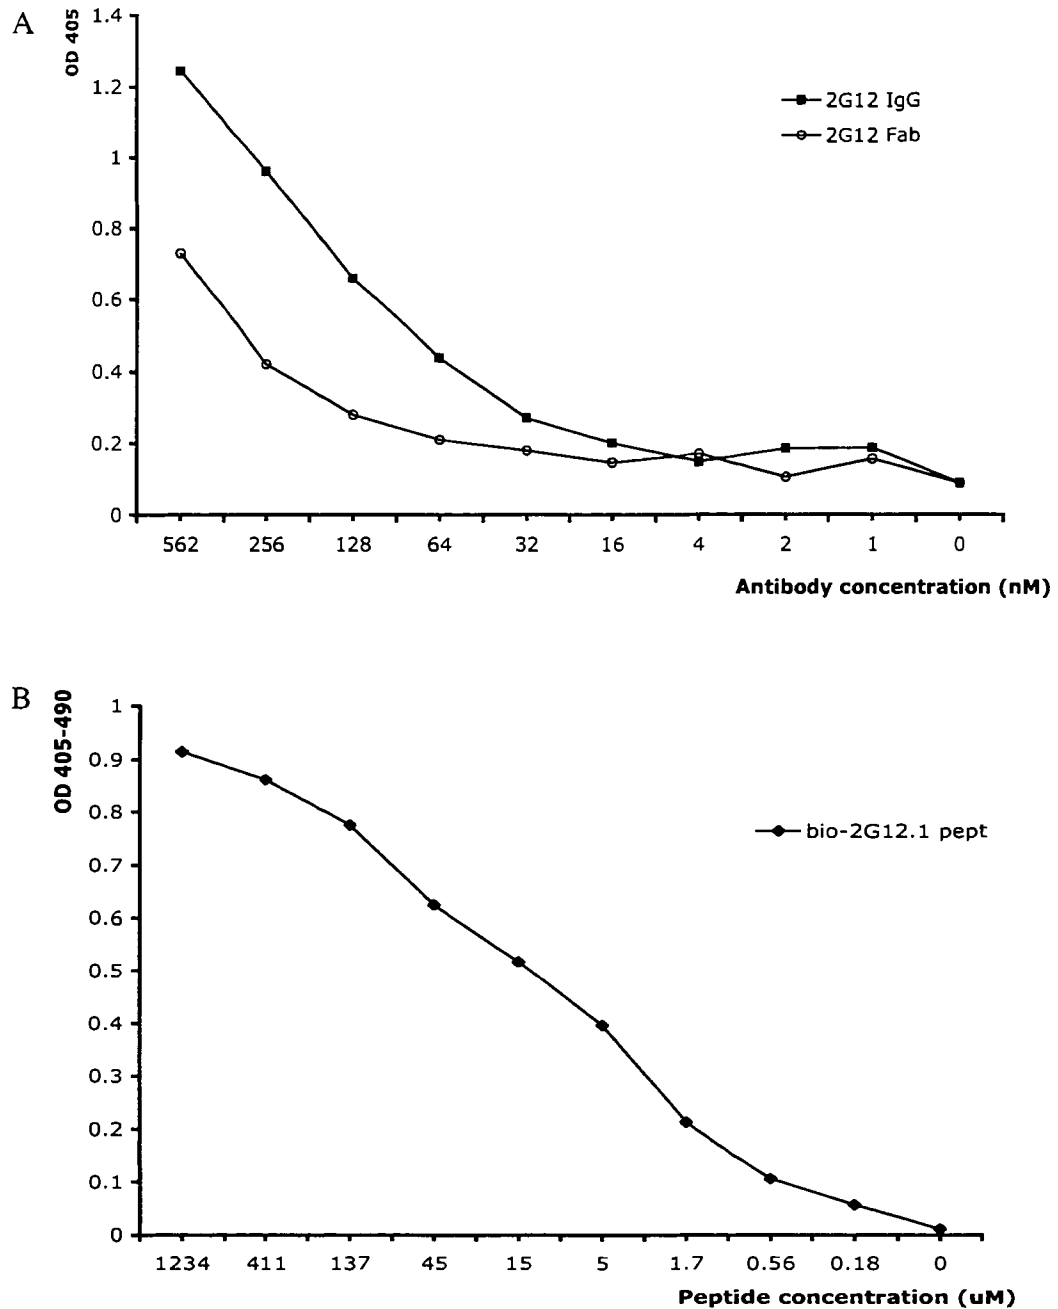 A
OD 405
1.4
1.2
1
0.8
0.6
0.4
0.2
0
2G12 IgG
2G12 Fab
562 256 128 64 32 16 4 2 1 0
Antibody concentration (nM)
B
OD 405-490
1
0.9
0.8
0.7
0.6
0.5
0.4
0.3
0.2
0.1
0
bio-2G12.1 pept
1234 411 137 45 15 5 1.7 0.56 0.18 0
Peptide concentration (uM)